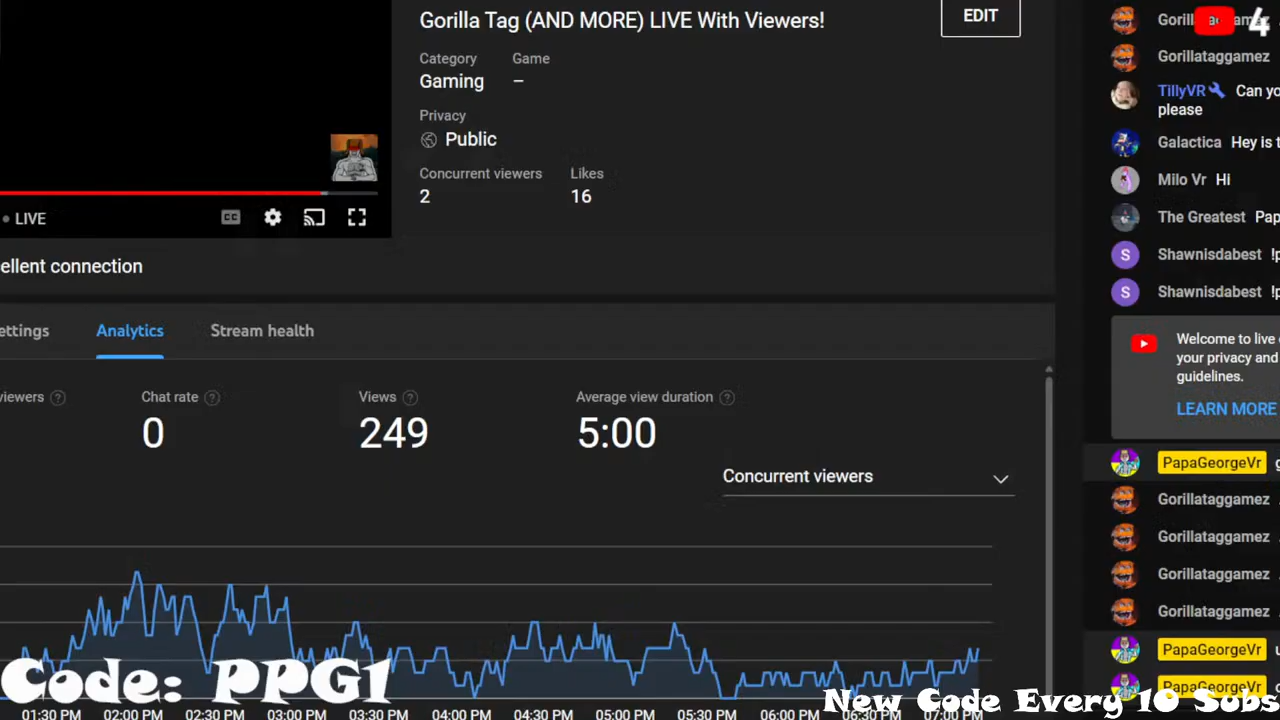 Gorilla Tag (AND MORE) LIVE With Viewers!
EDIT
Category
Game
Gaming
–
Privacy
Public
Concurrent viewers
Likes
2
16
CC
LIVE
ellent connection
ettings
Analytics
Stream health
viewers
Chat rate
Views
Average view duration
0
249
5:00
Concurrent viewers
01:30 PM
02:00 PM
02:30 PM
03:00 PM
03:30 PM
04:00 PM
04:30 PM
05:00 PM
05:30 PM
06:00 PM
06:30 PM
07:00 PM
Code: PPG1
New Code Every 10 Subs
4
Gorillataggamez
TillyVR Can yo
please
Galactica Hey is t
Milo Vr Hi
The Greatest Pap
S Shawnisdabest !p
S Shawnisdabest !p
Welcome to live
your privacy and
guidelines.
LEARN MORE
PapaGeorgeVr g
Gorillataggamez
Gorillataggamez
Gorillataggamez
Gorillataggamez
PapaGeorgeVr u
PapaGeorgeVr